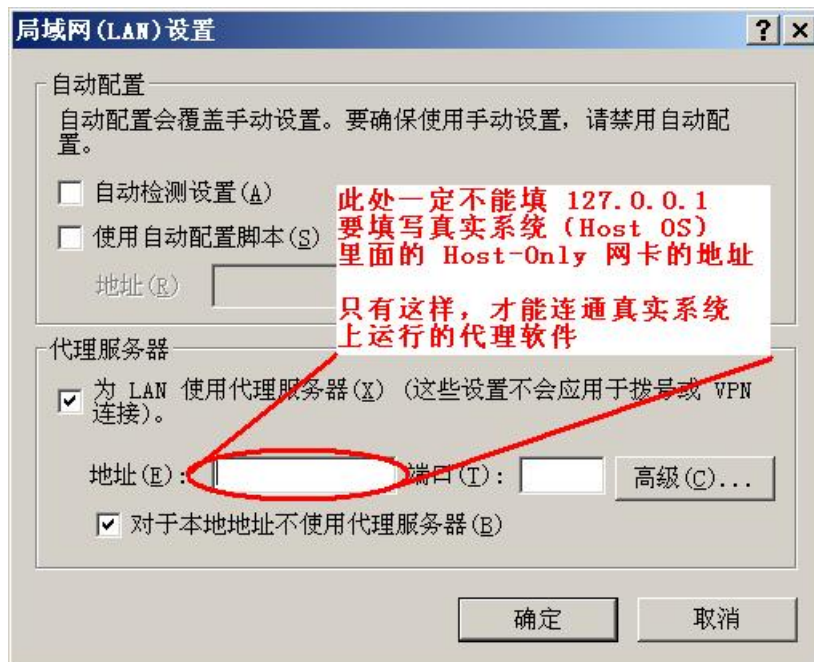 局域网(LAN)设置
自动配置
自动配置会覆盖手动设置。要确保使用手动设置，请禁用自动配
置。
自动检测设置(A)
使用自动配置脚本(S)
地址(R)
此处一定不能填 127.0.0.1
要填写真实系统 (Host OS)
里面的 Host-Only 网卡的地址
只有这样，才能连通真实系统
上运行的代理软件
代理服务器
为 LAN 使用代理服务器(X) (这些设置不会应用于拨号或 VPN
连接)。
地址(E): 端口(T): 高级(C)...
对于本地地址不使用代理服务器(B)
确定 取消